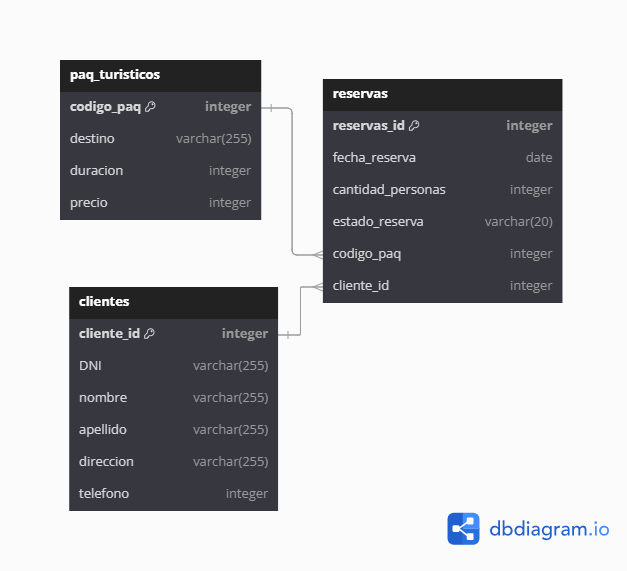 paq_turisticos
codigo_paq integer
destino varchar(255)
duracion integer
precio integer
reservas
reservas_id integer
fecha_reserva date
cantidad_personas integer
estado_reserva varchar(20)
codigo_paq integer
cliente_id integer
clientes
cliente_id integer
DNI varchar(255)
nombre varchar(255)
apellido varchar(255)
direccion varchar(255)
telefono integer
dbdiagram.io